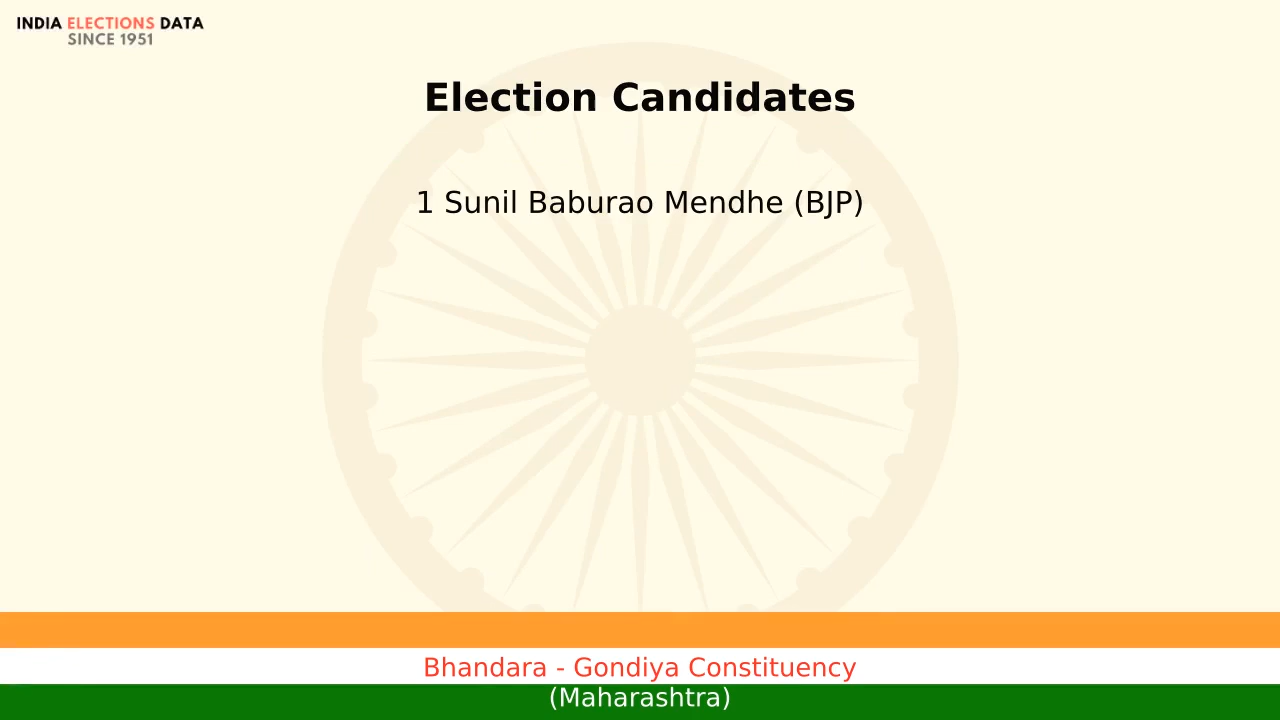 INDIA ELECTIONS DATA
SINCE 1951
Election Candidates
1 Sunil Baburao Mendhe (BJP)
Bhandara - Gondiya Constituency
(Maharashtra)